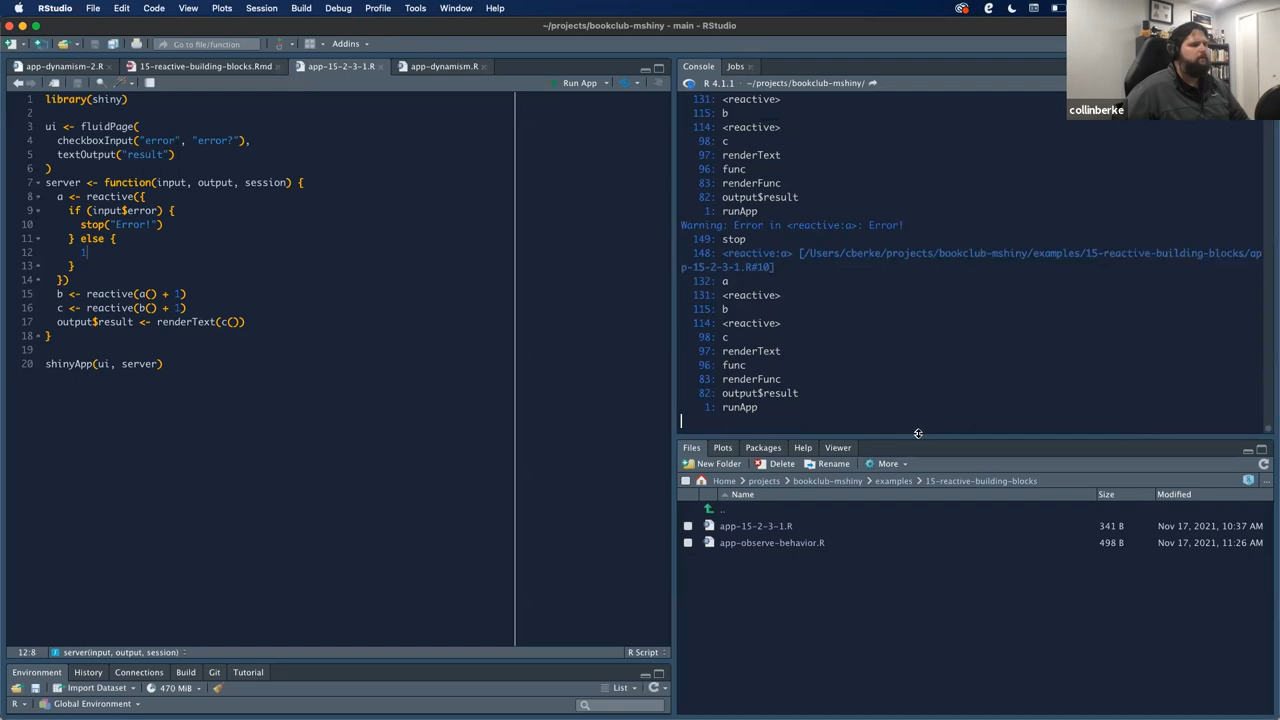 RStudio File Edit Code View Plots Session Build Debug Profile Tools Window Help
~/projects/bookclub-mshiny - main - RStudio
Go to file/function Addins
app-dynamism-2.R 15-reactive-building-blocks.Rmd app-15-2-3-1.R app-dynamism.R
Run App
1 library(shiny)
2
3 ui <- fluidPage(
4 checkboxInput("error", "error?"),
5 textOutput("result")
6 )
7 server <- function(input, output, session) {
8 a <- reactive({
9 if (input$error) {
10 stop("Error!")
11 } else {
12 1
13 }
14 })
15 b <- reactive(a() + 1)
16 c <- reactive(b() + 1)
17 output$result <- renderText(c())
18 }
19
20 shinyApp(ui, server)
12:8 server(input, output, session) R Script
Environment History Connections Build Git Tutorial
Import Dataset 470 MiB List
R Global Environment
Console Jobs
R 4.1.1 · ~/projects/bookclub-mshiny/
131: <reactive>
115: b
114: <reactive>
98: c
97: renderText
96: func
83: renderFunc
82: output$result
1: runApp
Warning: Error in <reactive:a>: Error!
149: stop
148: <reactive:a> [/Users/cberke/projects/bookclub-mshiny/examples/15-reactive-building-blocks/ap
p-15-2-3-1.R#10]
132: a
131: <reactive>
115: b
114: <reactive>
98: c
97: renderText
96: func
83: renderFunc
82: output$result
1: runApp
Files Plots Packages Help Viewer
New Folder Delete Rename More
Home projects bookclub-mshiny examples 15-reactive-building-blocks
Name Size Modified
..
app-15-2-3-1.R 341 B Nov 17, 2021, 10:37 AM
app-observe-behavior.R 498 B Nov 17, 2021, 11:26 AM
collinberke